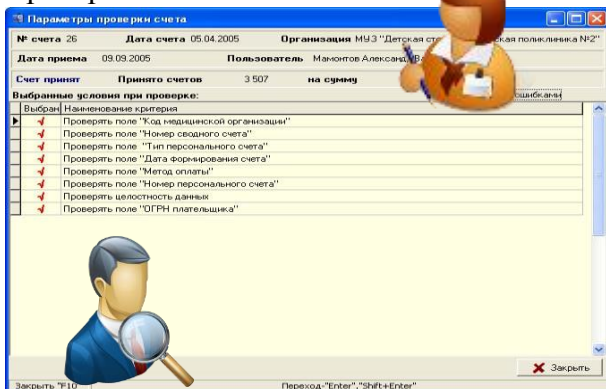 Параметры проверки счета
№ счета 26 Дата счета 05.04.2005 Организация МУЗ "Детская ст поликлиника №2"
Дата приема 09.09.2005 Пользователь Мамонтов Александ
Счет принят Принято счетов 3 507 на сумму
Выбранные условия при проверке: ошибками
Выбран Наименование критерия
Проверять поле "Код медицинской организации"
Проверять поле "Номер сводного счета"
Проверять поле "Тип персонального счета"
Проверять поле "Дата формирования счета"
Проверять поле "Метод оплаты"
Проверять поле "Номер персонального счета"
Проверять целостность данных
Проверять поле "ОГРН плательщика"
Закрыть
Закрыть "F10 Переход-"Enter","Shift+Enter"